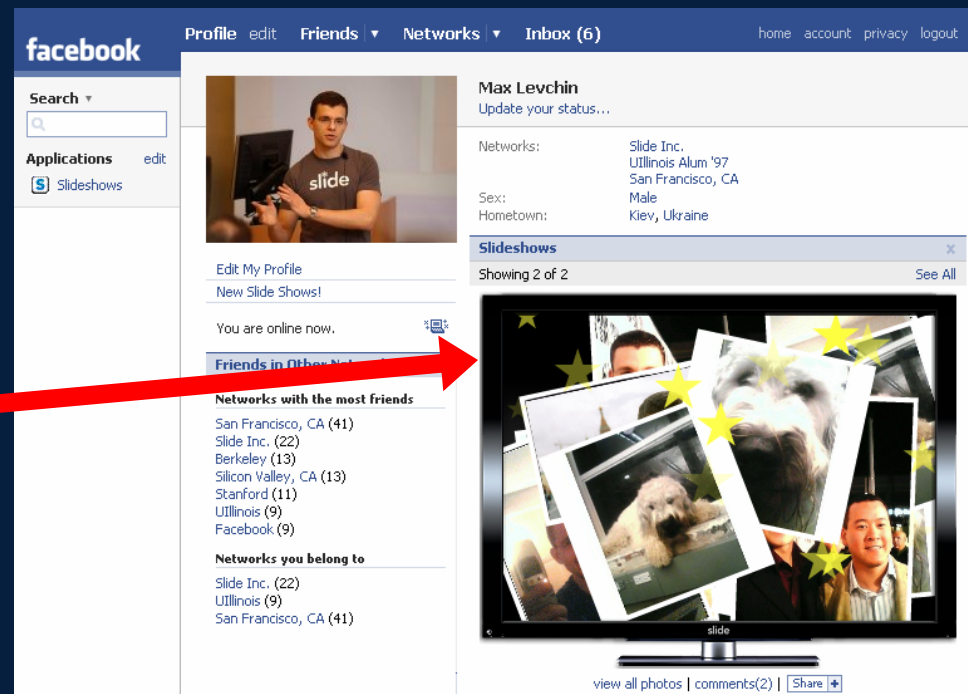 facebook
Profile edit Friends ▼ Networks ▼ Inbox (6) home account privacy logout
Search ▼
Applications edit
S Slideshows
slide
Edit My Profile
New Slide Shows!
You are online now.
Friends in Other
Networks with the most friends
San Francisco, CA (41)
Slide Inc. (22)
Berkeley (13)
Silicon Valley, CA (13)
Stanford (11)
UIllinois (9)
Facebook (9)
Networks you belong to
Slide Inc. (22)
UIllinois (9)
San Francisco, CA (41)
Max Levchin
Update your status...
Networks: Slide Inc.
UIllinois Alum '97
San Francisco, CA
Sex: Male
Hometown: Kiev, Ukraine
Slideshows x
Showing 2 of 2 See All
slide
view all photos | comments(2) | Share +